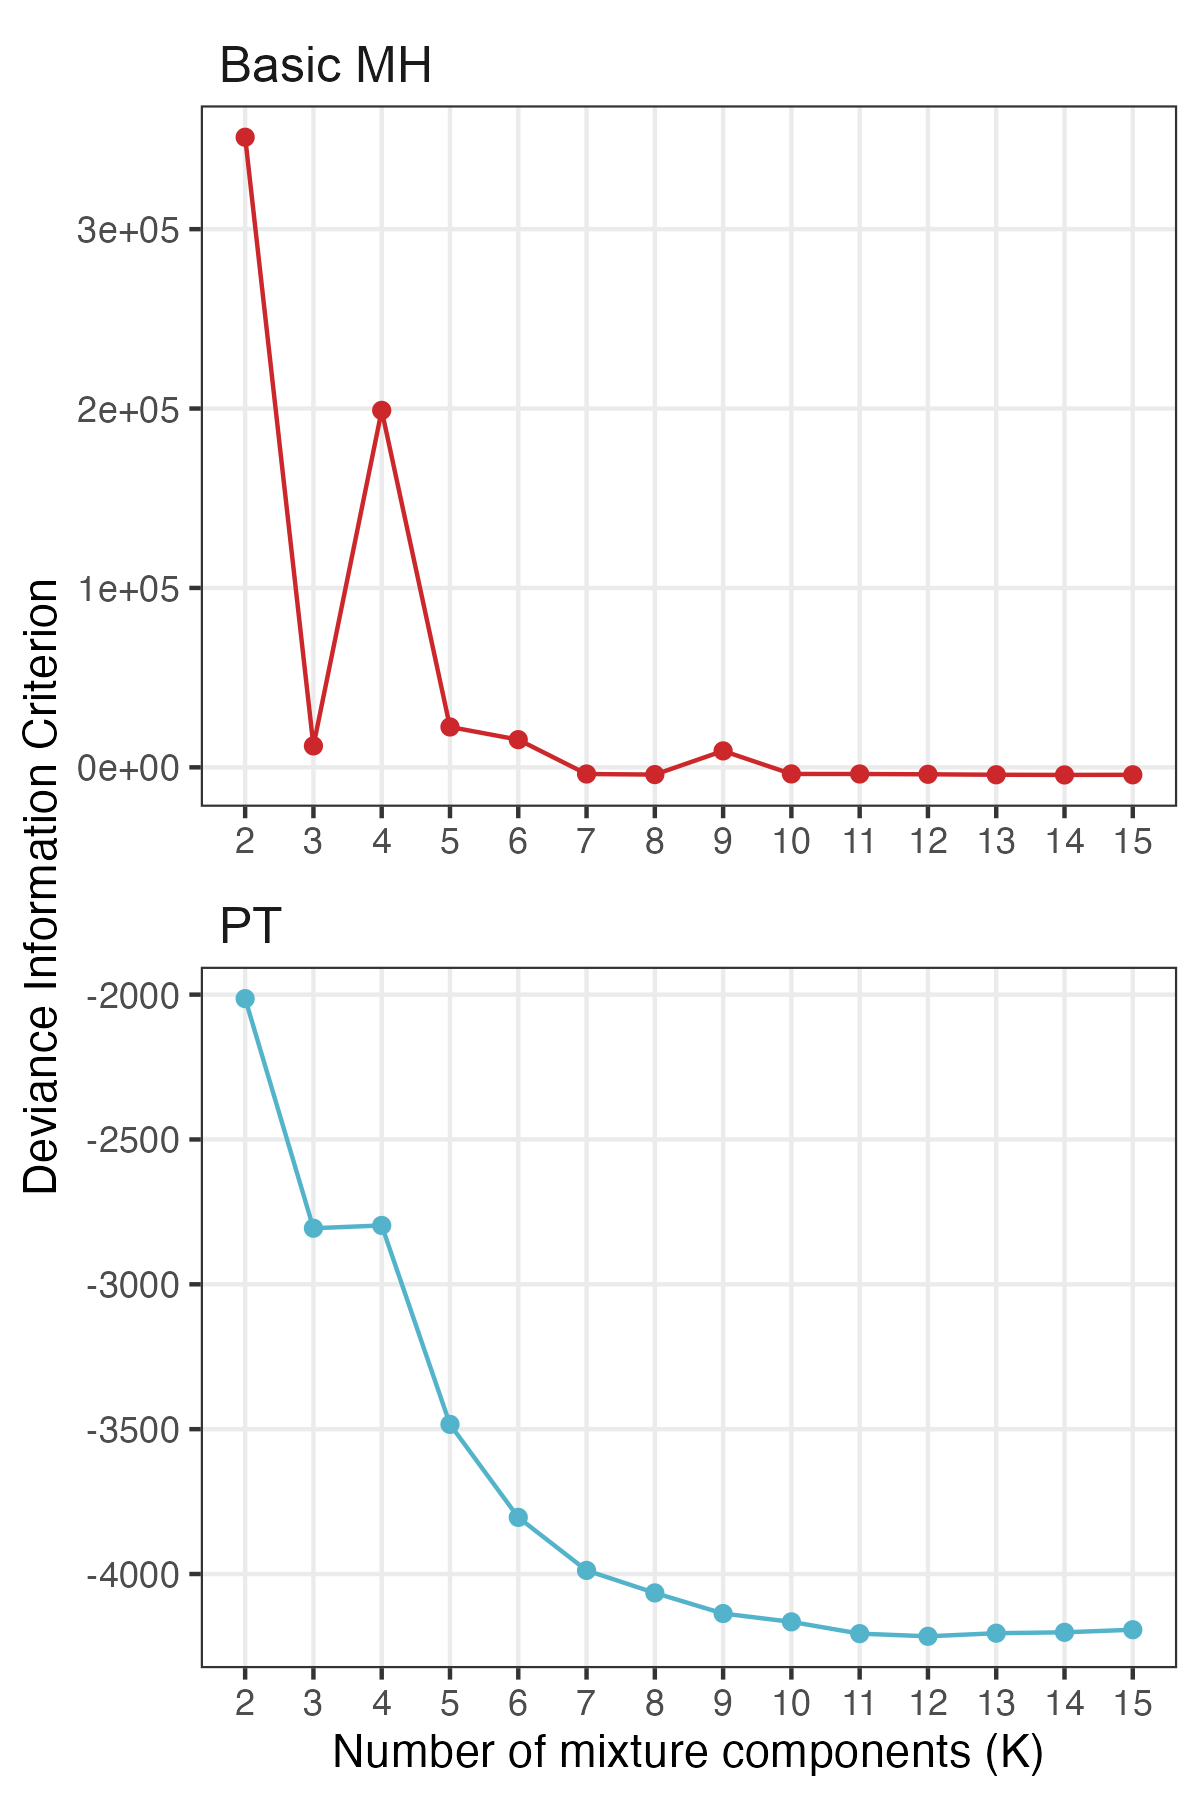 Basic MH
3e+05
2e+05
1e+05
0e+00
2 3 4 5 6 7 8 9 10 11 12 13 14 15
Deviance Information Criterion
PT
-2000
-2500
-3000
-3500
-4000
2 3 4 5 6 7 8 9 10 11 12 13 14 15
Number of mixture components (K)